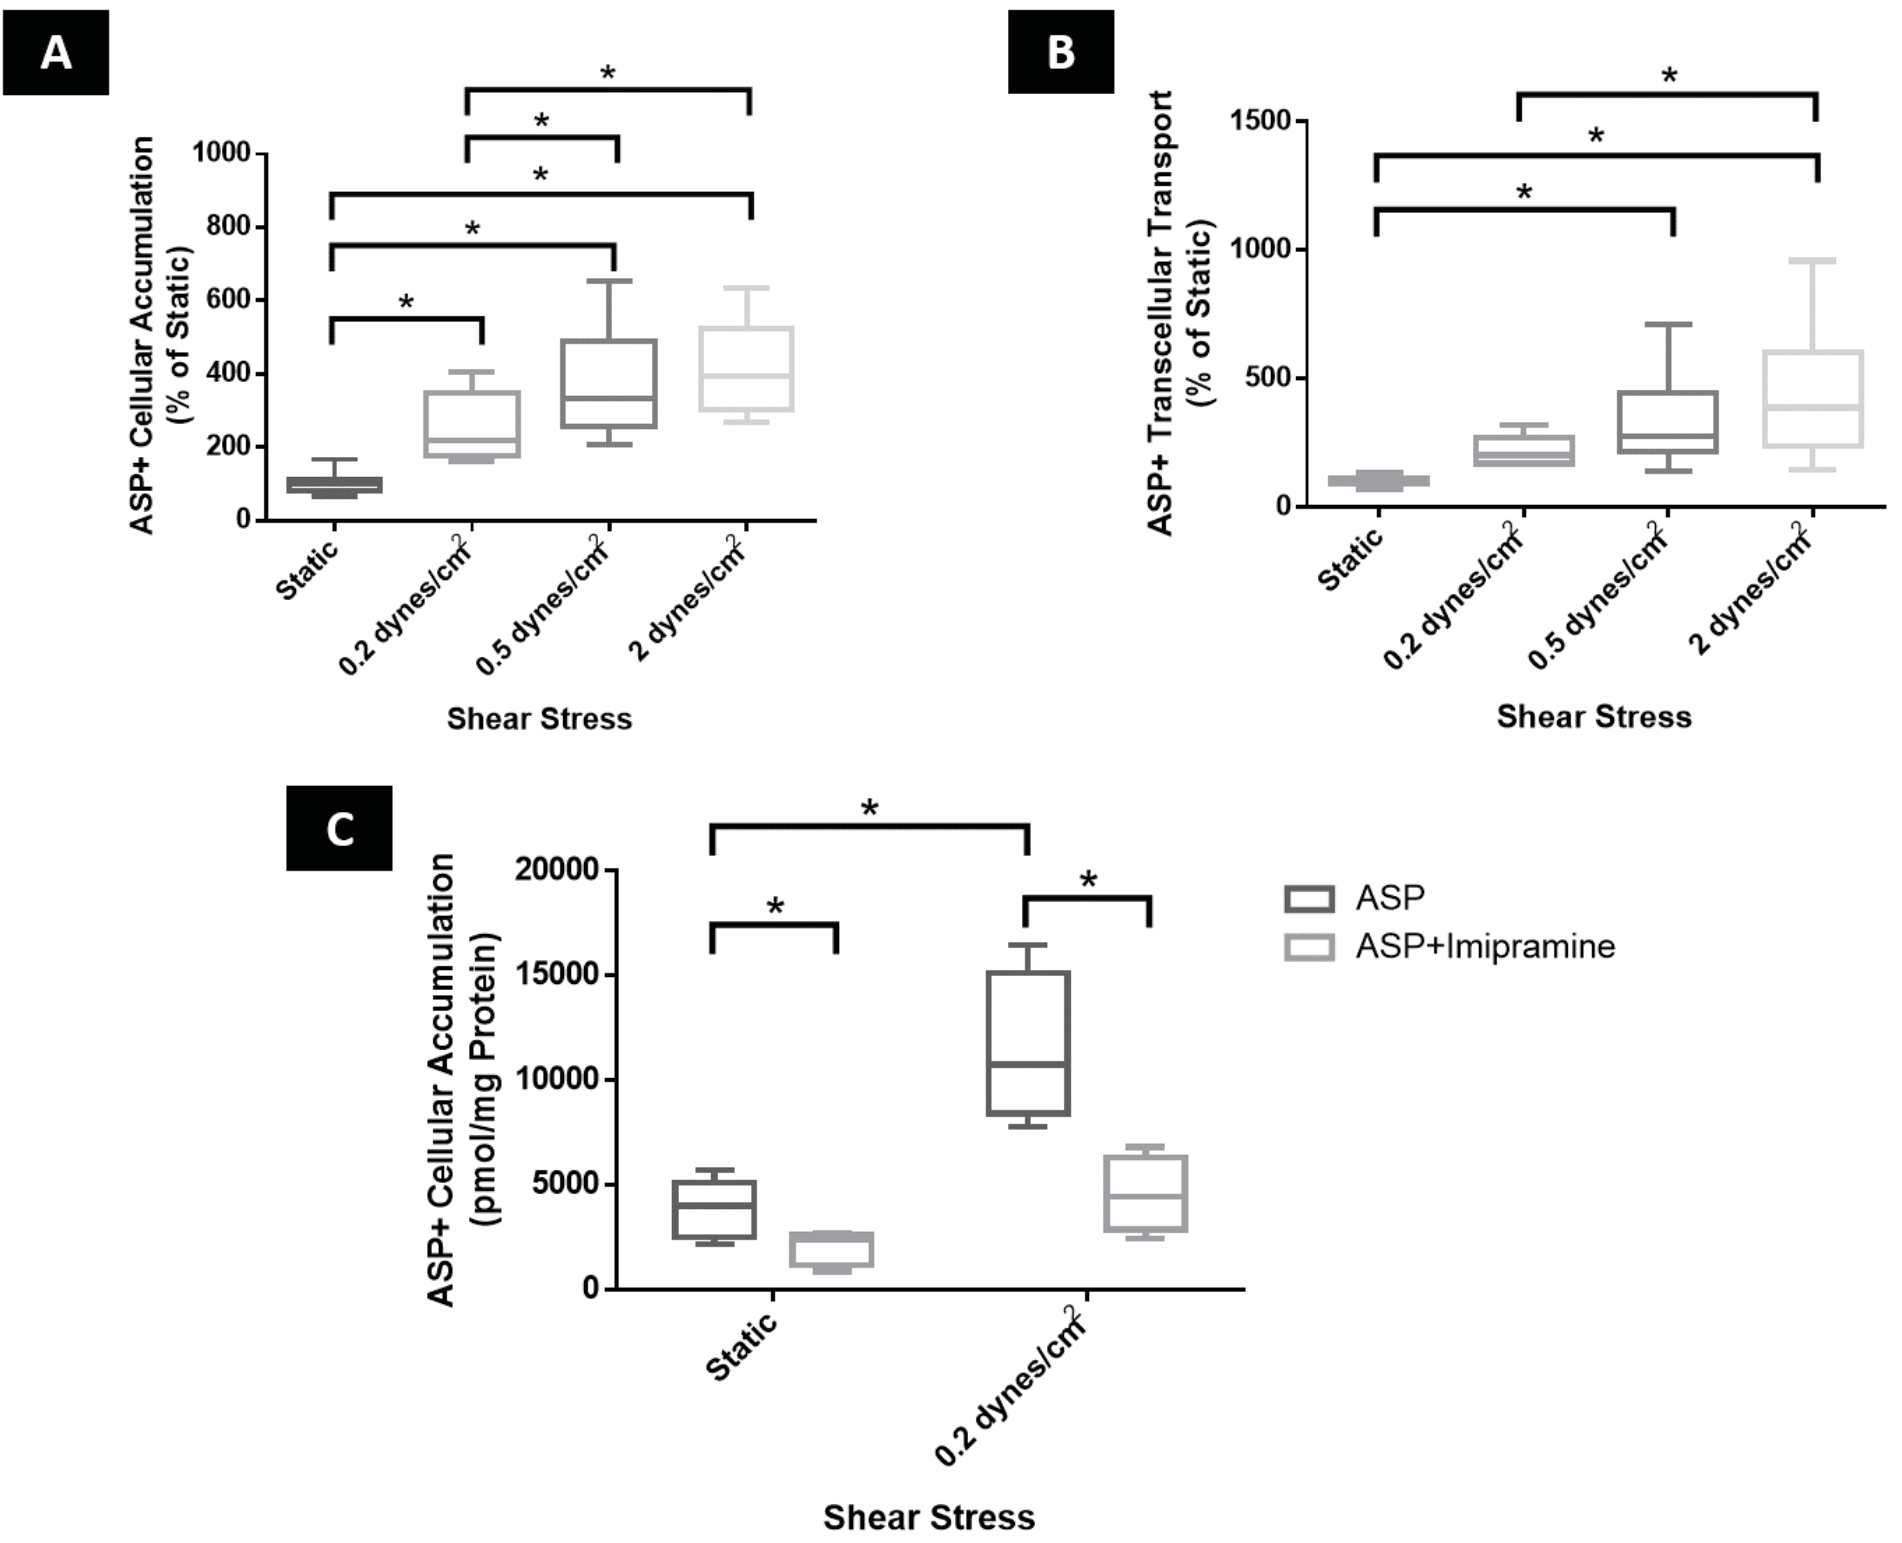 A
*
*
*
*
*
ASP+ Cellular Accumulation
(% of Static)
1000
800
600
400
200
0
Static
0.2 dynes/cm²
0.5 dynes/cm²
2 dynes/cm²
Shear Stress
B
*
*
*
ASP+ Transcellular Transport
(% of Static)
1500
1000
500
0
Static
0.2 dynes/cm²
0.5 dynes/cm²
2 dynes/cm²
Shear Stress
C
*
*
*
ASP+ Cellular Accumulation
(pmol/mg Protein)
20000
15000
10000
5000
0
Static
0.2 dynes/cm²
Shear Stress
ASP
ASP+Imipramine